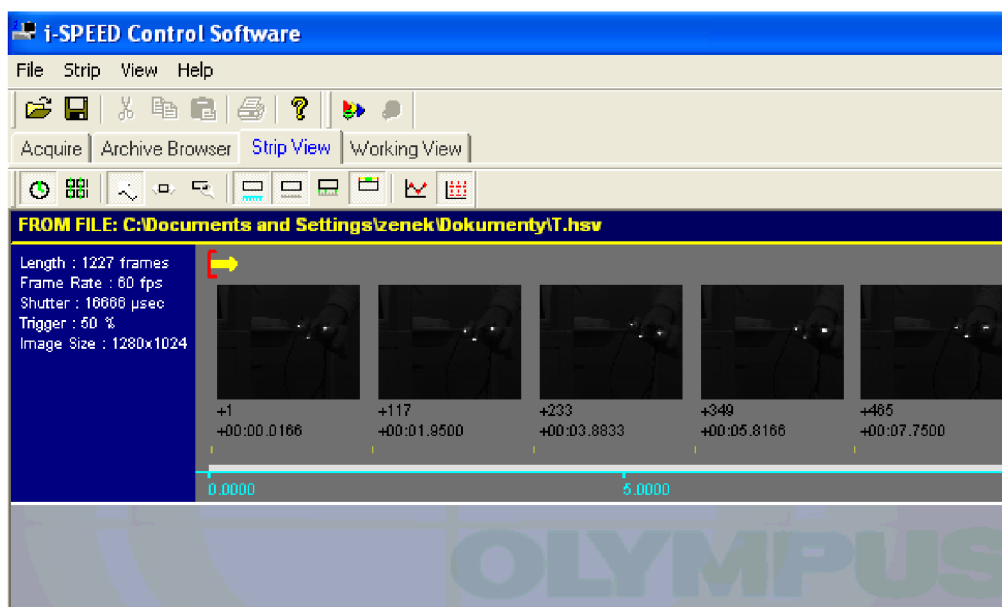 i-SPEED Control Software
File Strip View Help
Acquire Archive Browser Strip View Working View
FROM FILE: C:\Documents and Settings\zenek\Dokumenty\T.hsv
Length : 1227 frames
Frame Rate : 60 fps
Shutter : 16666 µsec
Trigger : 50 %
Image Size : 1280x1024
+1 +117 +233 +349 +465
+00:00.0166 +00:01.9500 +00:03.8833 +00:05.8166 +00:07.7500
0.0000 5.0000
OLYMPUS